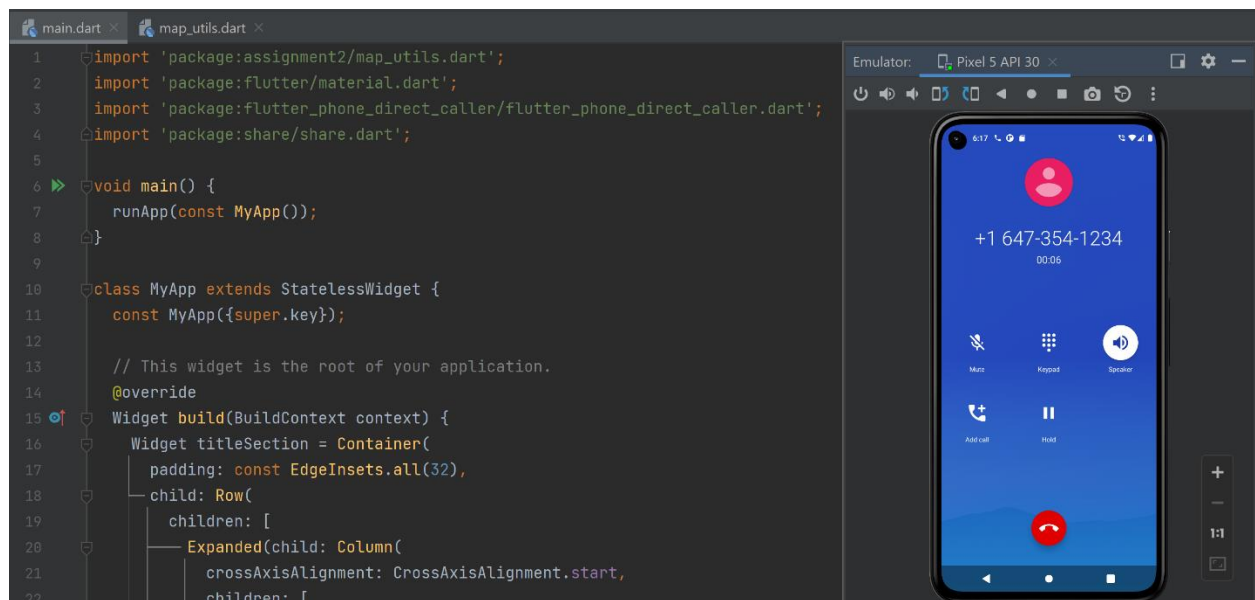 main.dart
map_utils.dart
1 import 'package:assignment2/map_utils.dart';
2 import 'package:flutter/material.dart';
3 import 'package:flutter_phone_direct_caller/flutter_phone_direct_caller.dart';
4 import 'package:share/share.dart';
5
6 void main() {
7 runApp(const MyApp());
8 }
9
10 class MyApp extends StatelessWidget {
11 const MyApp({super.key});
12
13 // This widget is the root of your application.
14 @override
15 Widget build(BuildContext context) {
16 Widget titleSection = Container(
17 padding: const EdgeInsets.all(32),
18 child: Row(
19 children: [
20 Expanded(child: Column(
21 crossAxisAlignment: CrossAxisAlignment.start,
22 children: [
Emulator: Pixel 5 API 30
6:17
+1 647-354-1234
00:06
Mute Keypad Speaker
Add call Hold
1:1